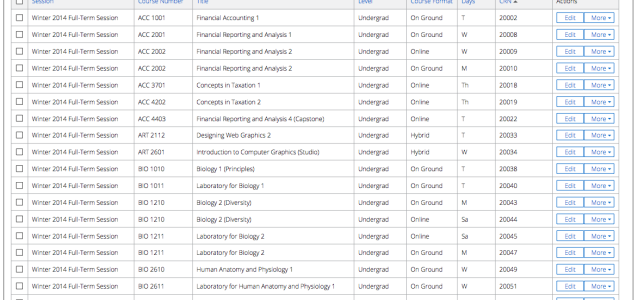 Session Course Number Title Level Course Format Days CRN Actions
Winter 2014 Full-Term Session ACC 1001 Financial Accounting 1 Undergrad On Ground T 20002 Edit More
Winter 2014 Full-Term Session ACC 2001 Financial Reporting and Analysis 1 Undergrad On Ground W 20008 Edit More
Winter 2014 Full-Term Session ACC 2002 Financial Reporting and Analysis 2 Undergrad Online W 20009 Edit More
Winter 2014 Full-Term Session ACC 2002 Financial Reporting and Analysis 2 Undergrad On Ground M 20010 Edit More
Winter 2014 Full-Term Session ACC 3701 Concepts in Taxation 1 Undergrad Online Th 20018 Edit More
Winter 2014 Full-Term Session ACC 4202 Concepts in Taxation 2 Undergrad Online Th 20019 Edit More
Winter 2014 Full-Term Session ACC 4403 Financial Reporting and Analysis 4 (Capstone) Undergrad Online T 20022 Edit More
Winter 2014 Full-Term Session ART 2112 Designing Web Graphics 2 Undergrad Hybrid T 20033 Edit More
Winter 2014 Full-Term Session ART 2601 Introduction to Computer Graphics (Studio) Undergrad Hybrid W 20034 Edit More
Winter 2014 Full-Term Session BIO 1010 Biology 1 (Principles) Undergrad On Ground T 20038 Edit More
Winter 2014 Full-Term Session BIO 1011 Laboratory for Biology 1 Undergrad On Ground T 20040 Edit More
Winter 2014 Full-Term Session BIO 1210 Biology 2 (Diversity) Undergrad On Ground M 20043 Edit More
Winter 2014 Full-Term Session BIO 1210 Biology 2 (Diversity) Undergrad Online Sa 20044 Edit More
Winter 2014 Full-Term Session BIO 1211 Laboratory for Biology 2 Undergrad Online Sa 20045 Edit More
Winter 2014 Full-Term Session BIO 1211 Laboratory for Biology 2 Undergrad On Ground M 20047 Edit More
Winter 2014 Full-Term Session BIO 2610 Human Anatomy and Physiology 1 Undergrad On Ground W 20049 Edit More
Winter 2014 Full-Term Session BIO 2611 Laboratory for Human Anatomy and Physiology 1 Undergrad On Ground W 20051 Edit More